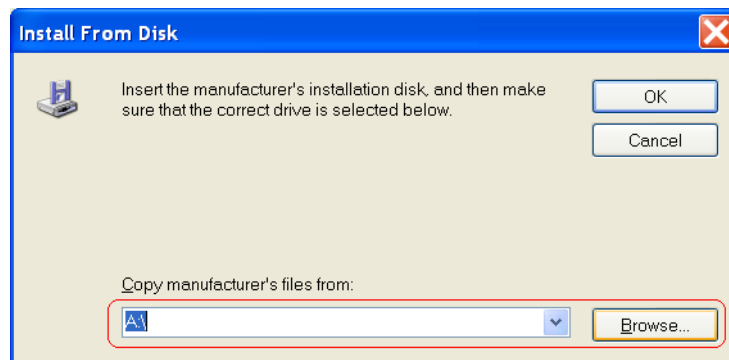 Install From Disk
Insert the manufacturer's installation disk, and then make
sure that the correct drive is selected below.
OK
Cancel
Copy manufacturer's files from:
A:\
Browse...